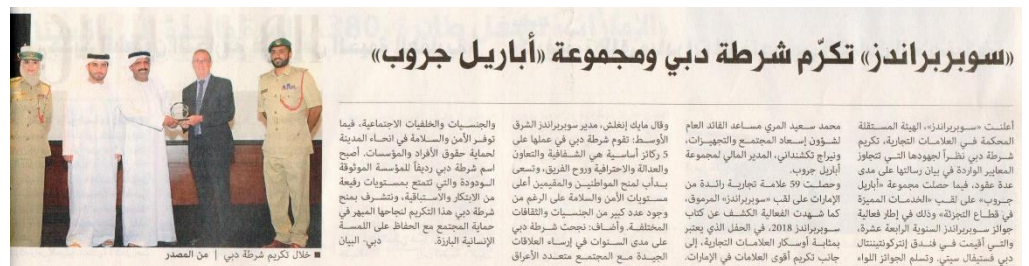 «سوبربراندز» تكرّم شرطة دبي ومجموعة «أباريل جروب»
أعلنت «سوبربراندز»، الهيئة المستقلة
المحكمة في العلامات التجارية، تكريم
شرطة دبي نظراً لجهودها التي تتجاوز
المعايير الواردة في بيان رسالتها على مدى
عدة عقود، فيما حصلت مجموعة «أباريل
جروب» على لقب «الخدمات المميزة
في قطاع التجزئة» وذلك في إطار فعالية
جوائز سوبربراندز السنوية الرابعة عشرة،
والتي أقيمت في فندق إنتركونتيننتال
دبي فستيفال سيتي. وتسلم الجوائز اللواء
محمد سعيد المري مساعد القائد العام
لشؤون إسعاد المجتمع والتجهيزات،
ونيراج تكشنداني، المدير المالي لمجموعة
أباريل جروب.
وحصلت 59 علامة تجارية رائدة من
الإمارات على لقب «سوبربراندز» المرموق،
كما شهدت الفعالية الكشف عن كتاب
سوبربراندز 2018، في الحفل الذي يعتبر
بمثابة أوسكار العلامات التجارية، إلى
جانب تكريم أقوى العلامات في الإمارات.
وقال مايك إنغلش، مدير سوبربراندز الشرق
الأوسط: تقوم شرطة دبي في عملها على
5 ركائز أساسية هي الشفافية والتعاون
والعدالة والاحترافية وروح الفريق، وتسعى
بدأب لمنح المواطنين والمقيمين أعلى
مستويات الأمن والسلامة على الرغم من
وجود عدد كبير من الجنسيات والثقافات
المختلفة. وأضاف: نجحت شرطة دبي
على مدى السنوات في إرساء العلاقات
الجيدة مع المجتمع متعدد الأعراق
والجنسيات والخلفيات الاجتماعية، فيما
توفر الأمن والسلامة في انحاء المدينة
لحماية حقوق الأفراد والمؤسسات. أصبح
اسم شرطة دبي رديفاً للمؤسسة الموثوقة
الودودة والتي تتمتع بمستويات رفيعة
من الابتكار والاستباقية، ونتشرف بمنح
شرطة دبي هذا التكريم لنجاحها المبهر في
حماية المجتمع مع الحفاظ على اللمسة
الإنسانية البارزة. دبي- البيان
■ خلال تكريم شرطة دبي | من المصدر